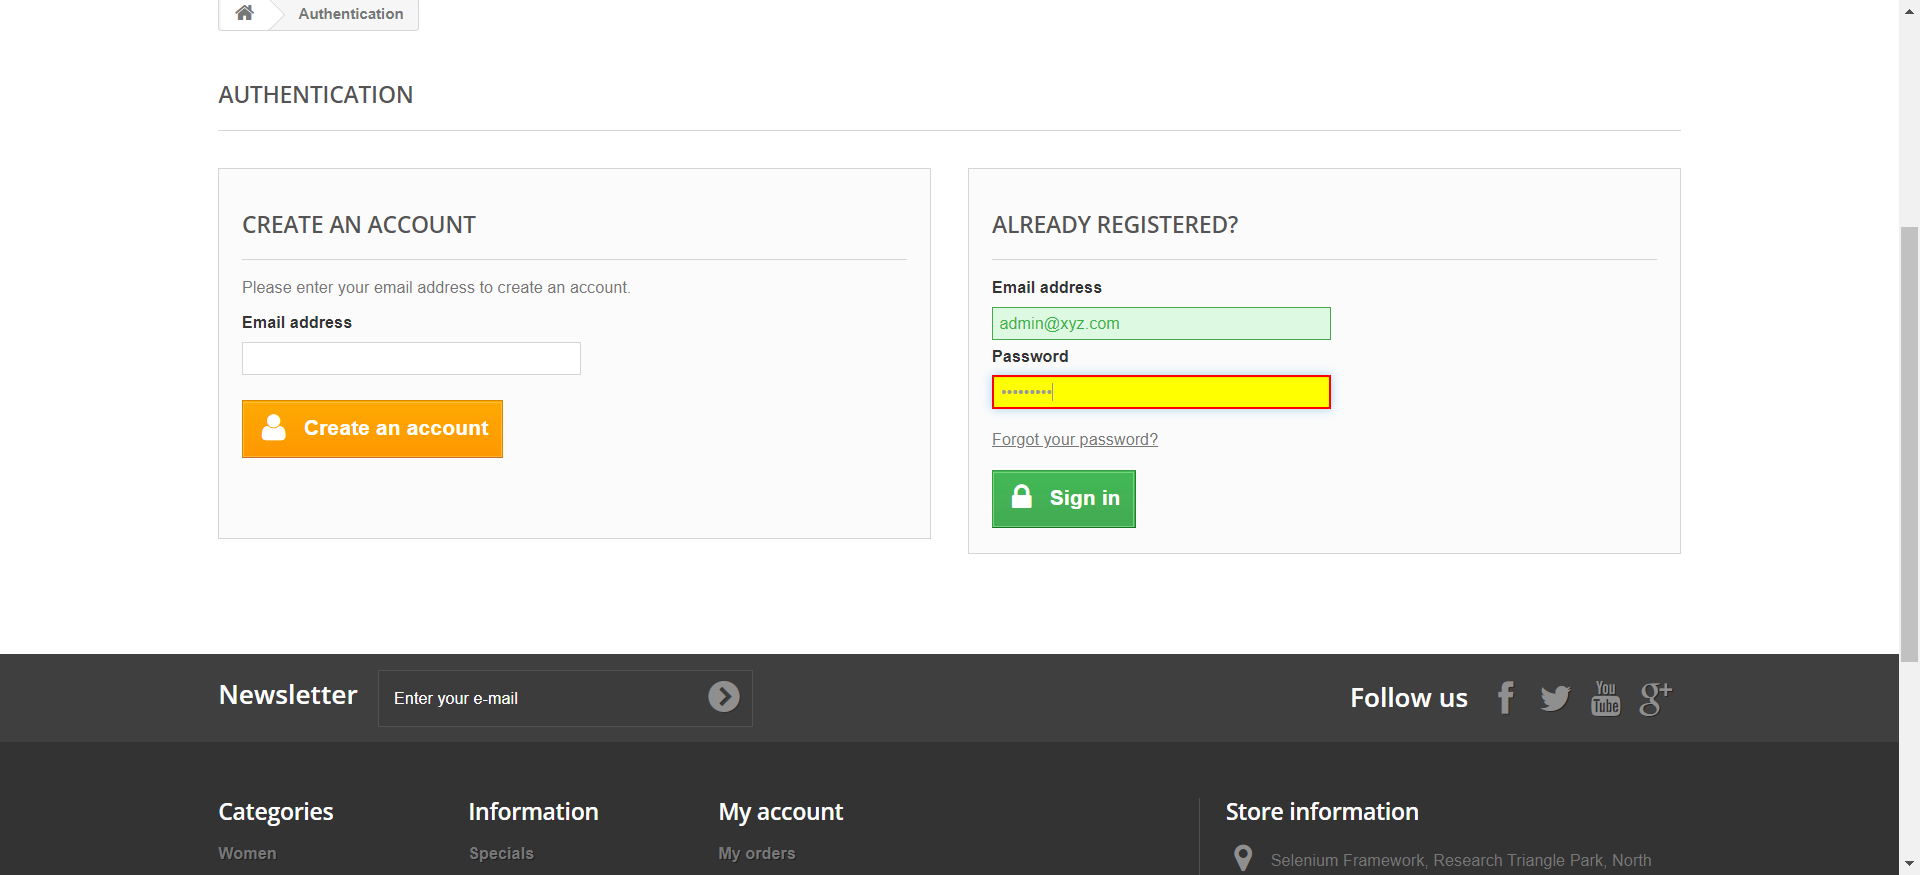 Authentication
AUTHENTICATION
CREATE AN ACCOUNT
Please enter your email address to create an account.
Email address
Create an account
ALREADY REGISTERED?
Email address
admin@xyz.com
Password
•••••••••
Forgot your password?
Sign in
Newsletter
Enter your e-mail
Follow us
f
You
Tube
g+
Categories
Women
Information
Specials
My account
My orders
Store information
Selenium Framework, Research Triangle Park, North